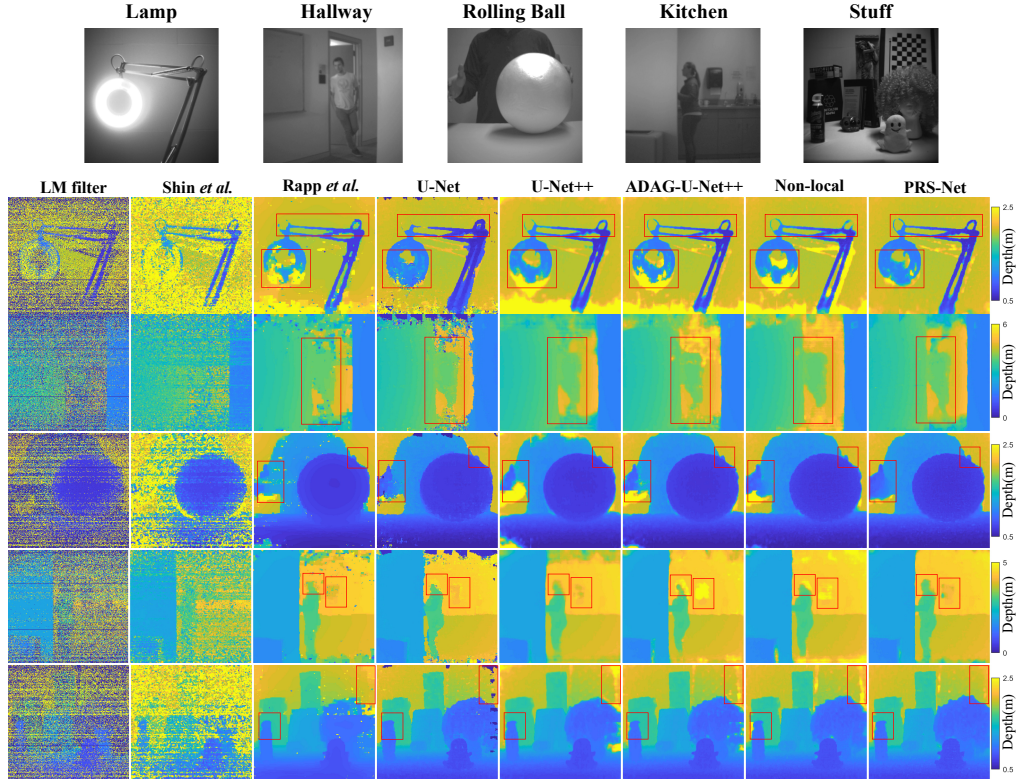 Lamp Hallway Rolling Ball Kitchen Stuff
LM filter Shin et al. Rapp et al. U-Net U-Net++ ADAG-U-Net++ Non-local PRS-Net
2.5
Depth(m)
0.5
6
Depth(m)
0
2.5
Depth(m)
0.5
5
Depth(m)
0
2.5
Depth(m)
0.5